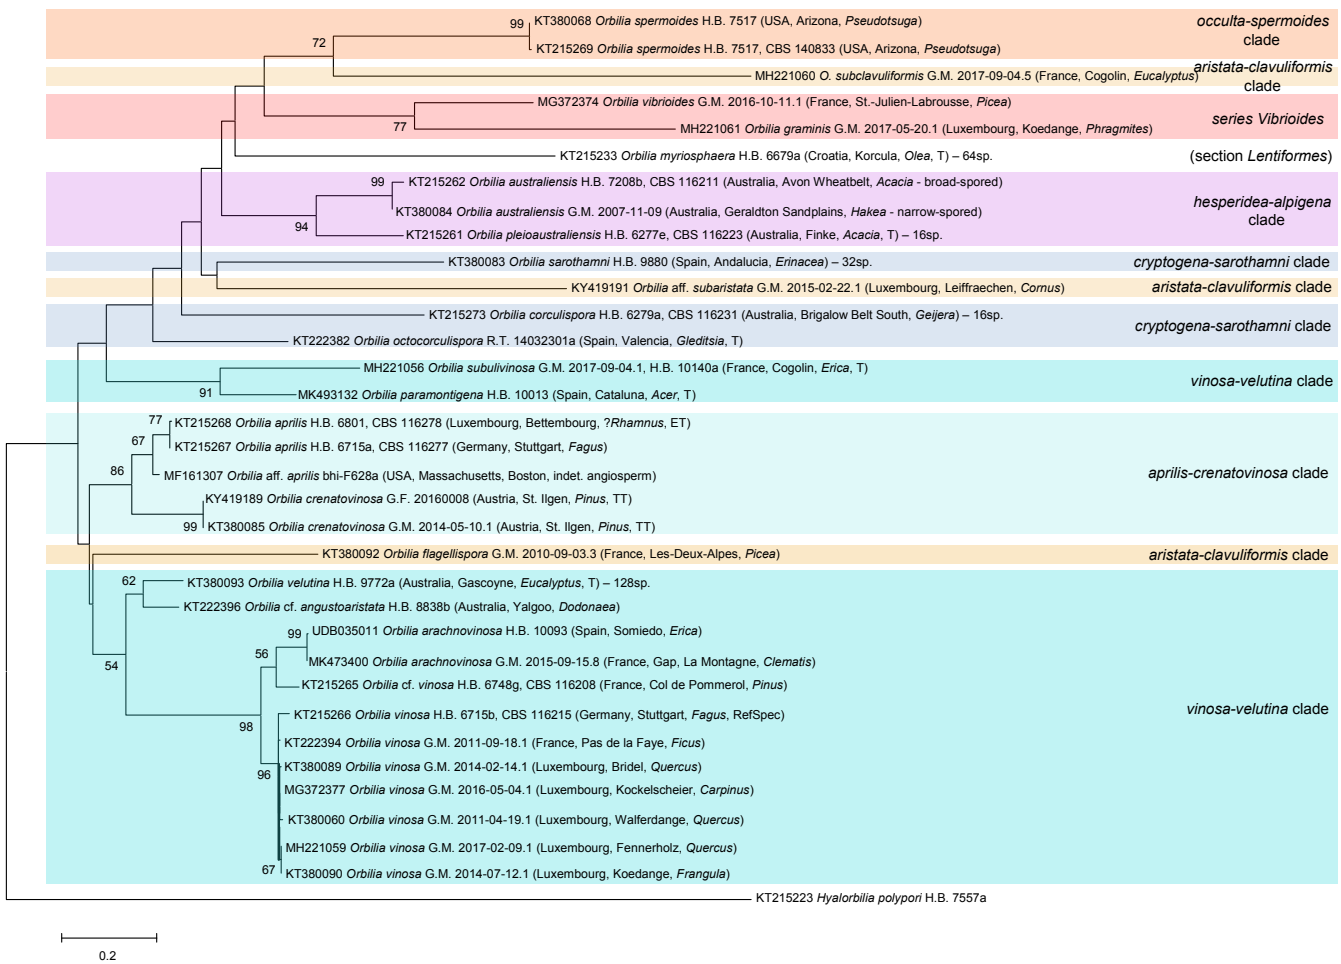 99 KT380068 Orbilia spermoides H.B. 7517 (USA, Arizona, Pseudotsuga)
occulta-spermoides
clade
72
KT215269 Orbilia spermoides H.B. 7517, CBS 140833 (USA, Arizona, Pseudotsuga)
MH221060 O. subclavuliformis G.M. 2017-09-04.5 (France, Cogolin, Eucalyptus)
aristata-clavuliformis
clade
MG372374 Orbilia vibrioides G.M. 2016-10-11.1 (France, St.-Julien-Labrousse, Picea)
77
MH221061 Orbilia graminis G.M. 2017-05-20.1 (Luxembourg, Koedange, Phragmites)
series Vibrioides
KT215233 Orbilia myriosphaera H.B. 6679a (Croatia, Korcula, Olea, T) – 64sp.
(section Lentiformes)
99 KT215262 Orbilia australiensis H.B. 7208b, CBS 116211 (Australia, Avon Wheatbelt, Acacia - broad-spored)
KT380084 Orbilia australiensis G.M. 2007-11-09 (Australia, Geraldton Sandplains, Hakea - narrow-spored)
94
KT215261 Orbilia pleioaustraliensis H.B. 6277e, CBS 116223 (Australia, Finke, Acacia, T) – 16sp.
hesperidea-alpigena
clade
KT380083 Orbilia sarothamni H.B. 9880 (Spain, Andalucia, Erinacea) – 32sp.
cryptogena-sarothamni clade
KY419191 Orbilia aff. subaristata G.M. 2015-02-22.1 (Luxembourg, Leiffraechen, Cornus)
aristata-clavuliformis clade
KT215273 Orbilia corculispora H.B. 6279a, CBS 116231 (Australia, Brigalow Belt South, Geijera) – 16sp.
cryptogena-sarothamni clade
KT222382 Orbilia octocorculispora R.T. 14032301a (Spain, Valencia, Gleditsia, T)
MH221056 Orbilia subulivinosa G.M. 2017-09-04.1, H.B. 10140a (France, Cogolin, Erica, T)
vinosa-velutina clade
91
MK493132 Orbilia paramontigena H.B. 10013 (Spain, Cataluna, Acer, T)
77 KT215268 Orbilia aprilis H.B. 6801, CBS 116278 (Luxembourg, Bettembourg, ?Rhamnus, ET)
67
KT215267 Orbilia aprilis H.B. 6715a, CBS 116277 (Germany, Stuttgart, Fagus)
86
MF161307 Orbilia aff. aprilis bhi-F628a (USA, Massachusetts, Boston, indet. angiosperm)
aprilis-crenatovinosa clade
KY419189 Orbilia crenatovinosa G.F. 20160008 (Austria, St. Ilgen, Pinus, TT)
99 KT380085 Orbilia crenatovinosa G.M. 2014-05-10.1 (Austria, St. Ilgen, Pinus, TT)
KT380092 Orbilia flagellispora G.M. 2010-09-03.3 (France, Les-Deux-Alpes, Picea)
aristata-clavuliformis clade
62 KT380093 Orbilia velutina H.B. 9772a (Australia, Gascoyne, Eucalyptus, T) – 128sp.
KT222396 Orbilia cf. angustoaristata H.B. 8838b (Australia, Yalgoo, Dodonaea)
99 UDB035011 Orbilia arachnovinosa H.B. 10093 (Spain, Somiedo, Erica)
56
MK473400 Orbilia arachnovinosa G.M. 2015-09-15.8 (France, Gap, La Montagne, Clematis)
54
KT215265 Orbilia cf. vinosa H.B. 6748g, CBS 116208 (France, Col de Pommerol, Pinus)
vinosa-velutina clade
KT215266 Orbilia vinosa H.B. 6715b, CBS 116215 (Germany, Stuttgart, Fagus, RefSpec)
98
KT222394 Orbilia vinosa G.M. 2011-09-18.1 (France, Pas de la Faye, Ficus)
KT380089 Orbilia vinosa G.M. 2014-02-14.1 (Luxembourg, Bridel, Quercus)
96
MG372377 Orbilia vinosa G.M. 2016-05-04.1 (Luxembourg, Kockelscheier, Carpinus)
KT380060 Orbilia vinosa G.M. 2011-04-19.1 (Luxembourg, Walferdange, Quercus)
MH221059 Orbilia vinosa G.M. 2017-02-09.1 (Luxembourg, Fennerholz, Quercus)
67 KT380090 Orbilia vinosa G.M. 2014-07-12.1 (Luxembourg, Koedange, Frangula)
KT215223 Hyalorbilia polypori H.B. 7557a
0.2